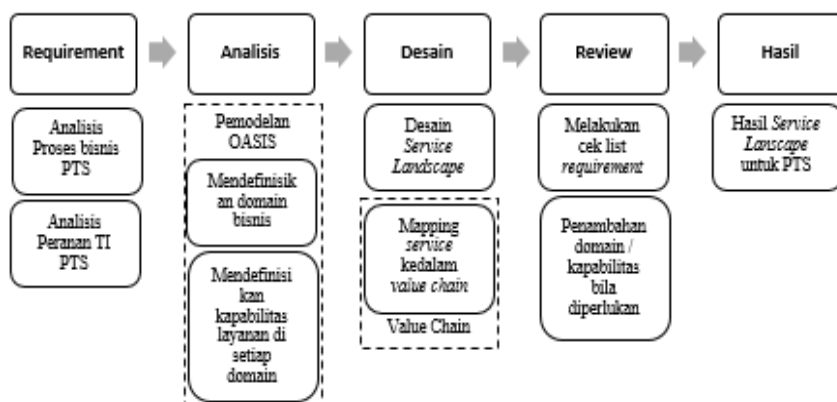 Requirement
Analisis
Desain
Review
Hasil
Analisis
Proses bisnis
PTS
Analisis
Peranan TI
PTS
Pemodelan
OASIS
Mendefinisik
an domain
bisnis
Mendefinisi
kan kapabilitas
layanan di
setiap
domain
Desain
Service
Landscape
Mapping
service
kedalam
value chain
Value Chain
Melakukan
cek list
requirement
Penambahan
domain /
kapabilitas
bila
diperlukan
Hasil Service
Lanscape
untuk PTS